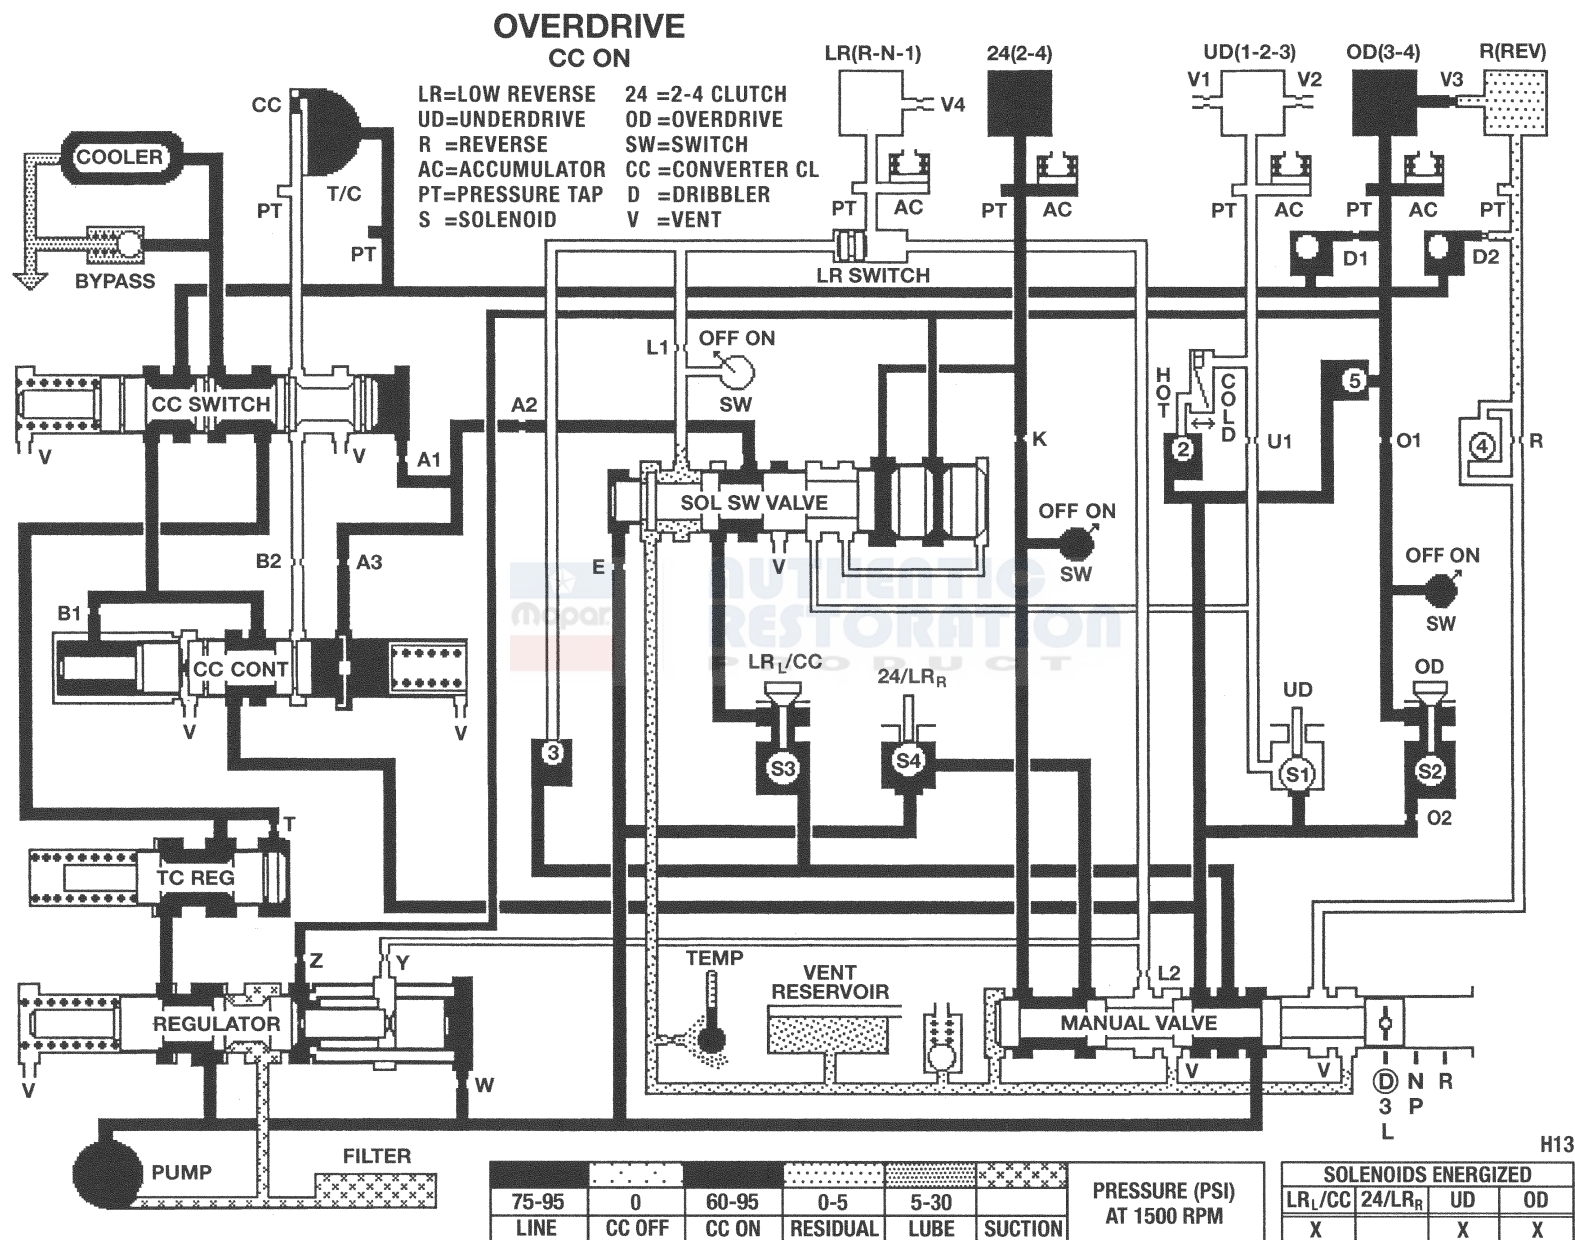 OVERDRIVE
CC ON
LR=LOW REVERSE 24 =2-4 CLUTCH
UD=UNDERDRIVE OD=OVERDRIVE
R =REVERSE SW=SWITCH
AC=ACCUMULATOR CC=CONVERTER CL
PT=PRESSURE TAP D =DRIBBLER
S =SOLENOID V =VENT
LR(R-N-1) 24(2-4) UD(1-2-3) OD(3-4) R(REV)
V4 V1 V2 V3
CC
COOLER
T/C
PT
PT
BYPASS
PT AC PT AC PT AC PT AC PT
D1 D2
LR SWITCH
L1
OFF ON
SW
HOT
COLD
5
CC SWITCH
A2
V V
A1
K
2
U1
O1
4
R
SOL SW VALVE
OFF ON
SW
V
E
B2 A3
OFF ON
SW
Mopar
AUTHENTIC
RESTORATION
PRODUCT
B1
CC CONT
V V
LRL/CC
24/LRR
UD
OD
3
S3
S4
S1
S2
O2
T
TC REG
Z
Y
TEMP
VENT
RESERVOIR
L2
REGULATOR
MANUAL VALVE
V
W
V V
D N R
3 P
L
PUMP
FILTER
H13
75-95 0 60-95 0-5 5-30
LINE CC OFF CC ON RESIDUAL LUBE SUCTION
PRESSURE (PSI)
AT 1500 RPM
SOLENOIDS ENERGIZED
LRL/CC 24/LRR UD OD
X X X